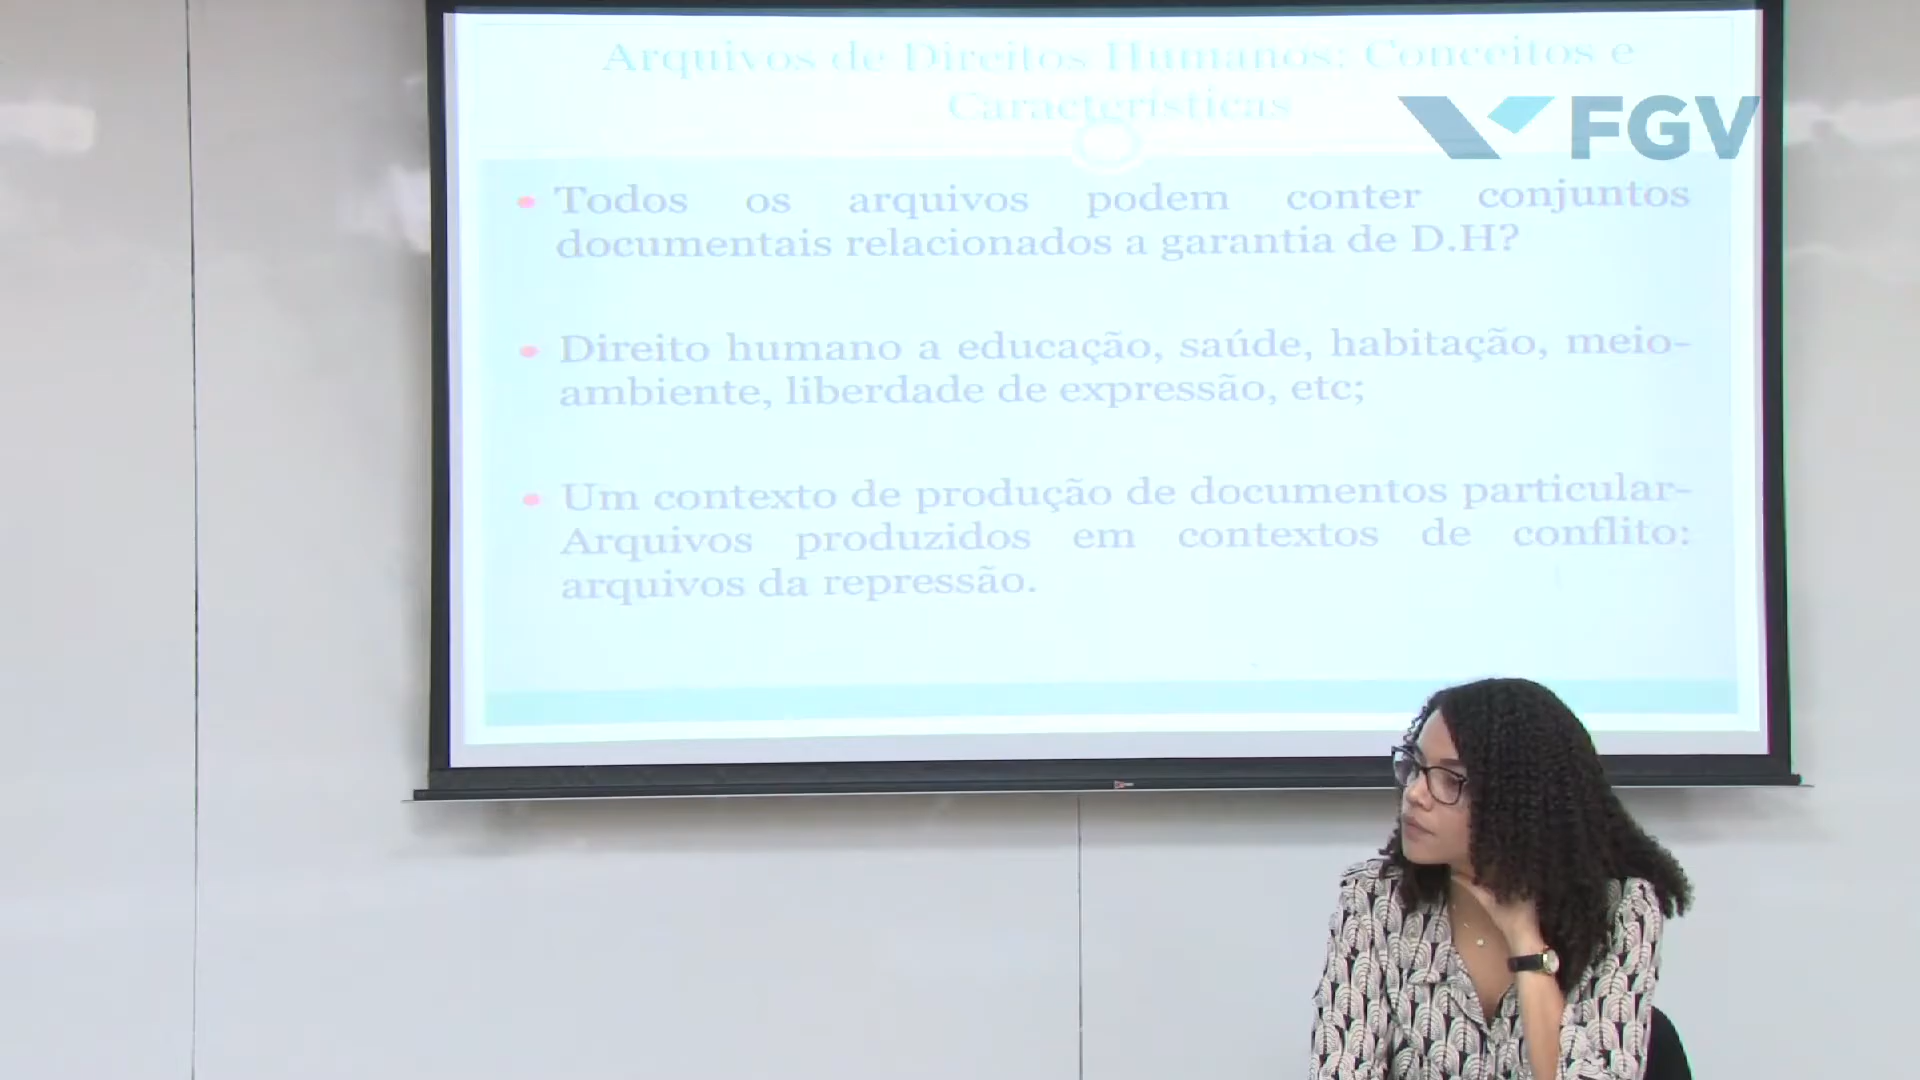 Arquivos de Direitos Humanos: Conceitos e
Características
FGV
Todos os arquivos podem conter conjuntos
documentais relacionados a garantia de D.H?
Direito humano a educação, saúde, habitação, meio-
ambiente, liberdade de expressão, etc;
Um contexto de produção de documentos particular-
Arquivos produzidos em contextos de conflito:
arquivos da repressão.